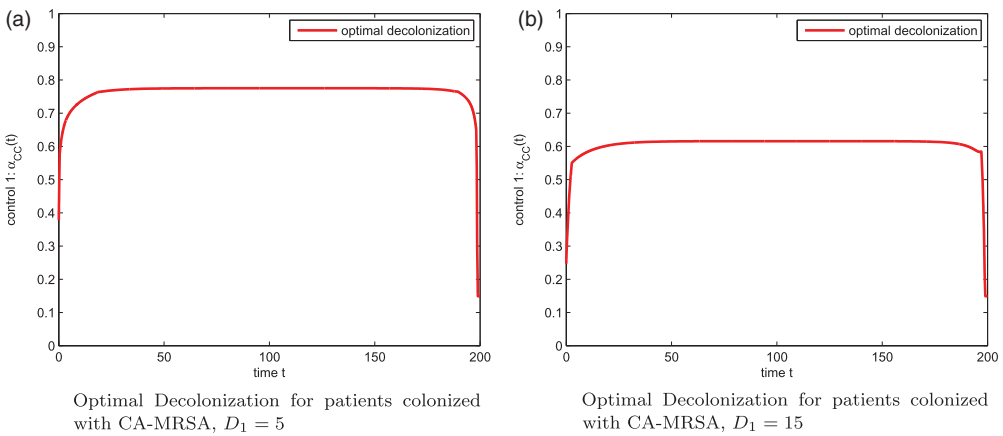 (a)
optimal decolonization
control 1: α_CC(t)
1
0.9
0.8
0.7
0.6
0.5
0.4
0.3
0.2
0.1
0
0 50 100 150 200
time t
Optimal Decolonization for patients colonized
with CA-MRSA, D₁ = 5
(b)
optimal decolonization
control 1: α_CC(t)
1
0.9
0.8
0.7
0.6
0.5
0.4
0.3
0.2
0.1
0
0 50 100 150 200
time t
Optimal Decolonization for patients colonized
with CA-MRSA, D₁ = 15